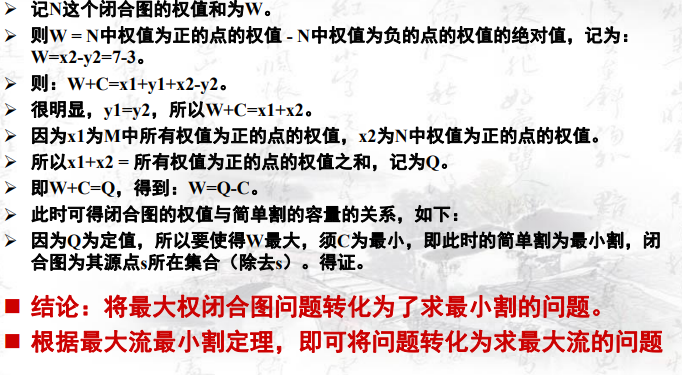 ➢ 记N这个闭合图的权值和为W。
➢ 则W = N中权值为正的点的权值 - N中权值为负的点的权值的绝对值，记为：
W=x2-y2=7-3。
➢ 则：W+C=x1+y1+x2-y2。
➢ 很明显，y1=y2，所以W+C=x1+x2。
➢ 因为x1为M中所有权值为正的点的权值，x2为N中权值为正的点的权值。
➢ 所以x1+x2 = 所有权值为正的点的权值之和，记为Q。
➢ 即W+C=Q，得到：W=Q-C。
➢ 此时可得闭合图的权值与简单割的容量的关系，如下：
➢ 因为Q为定值，所以要使得W最大，须C为最小，即此时的简单割为最小割，闭
合图为其源点s所在集合（除去s）。得证。
■ 结论：将最大权闭合图问题转化为了求最小割的问题。
■ 根据最大流最小割定理，即可将问题转化为求最大流的问题